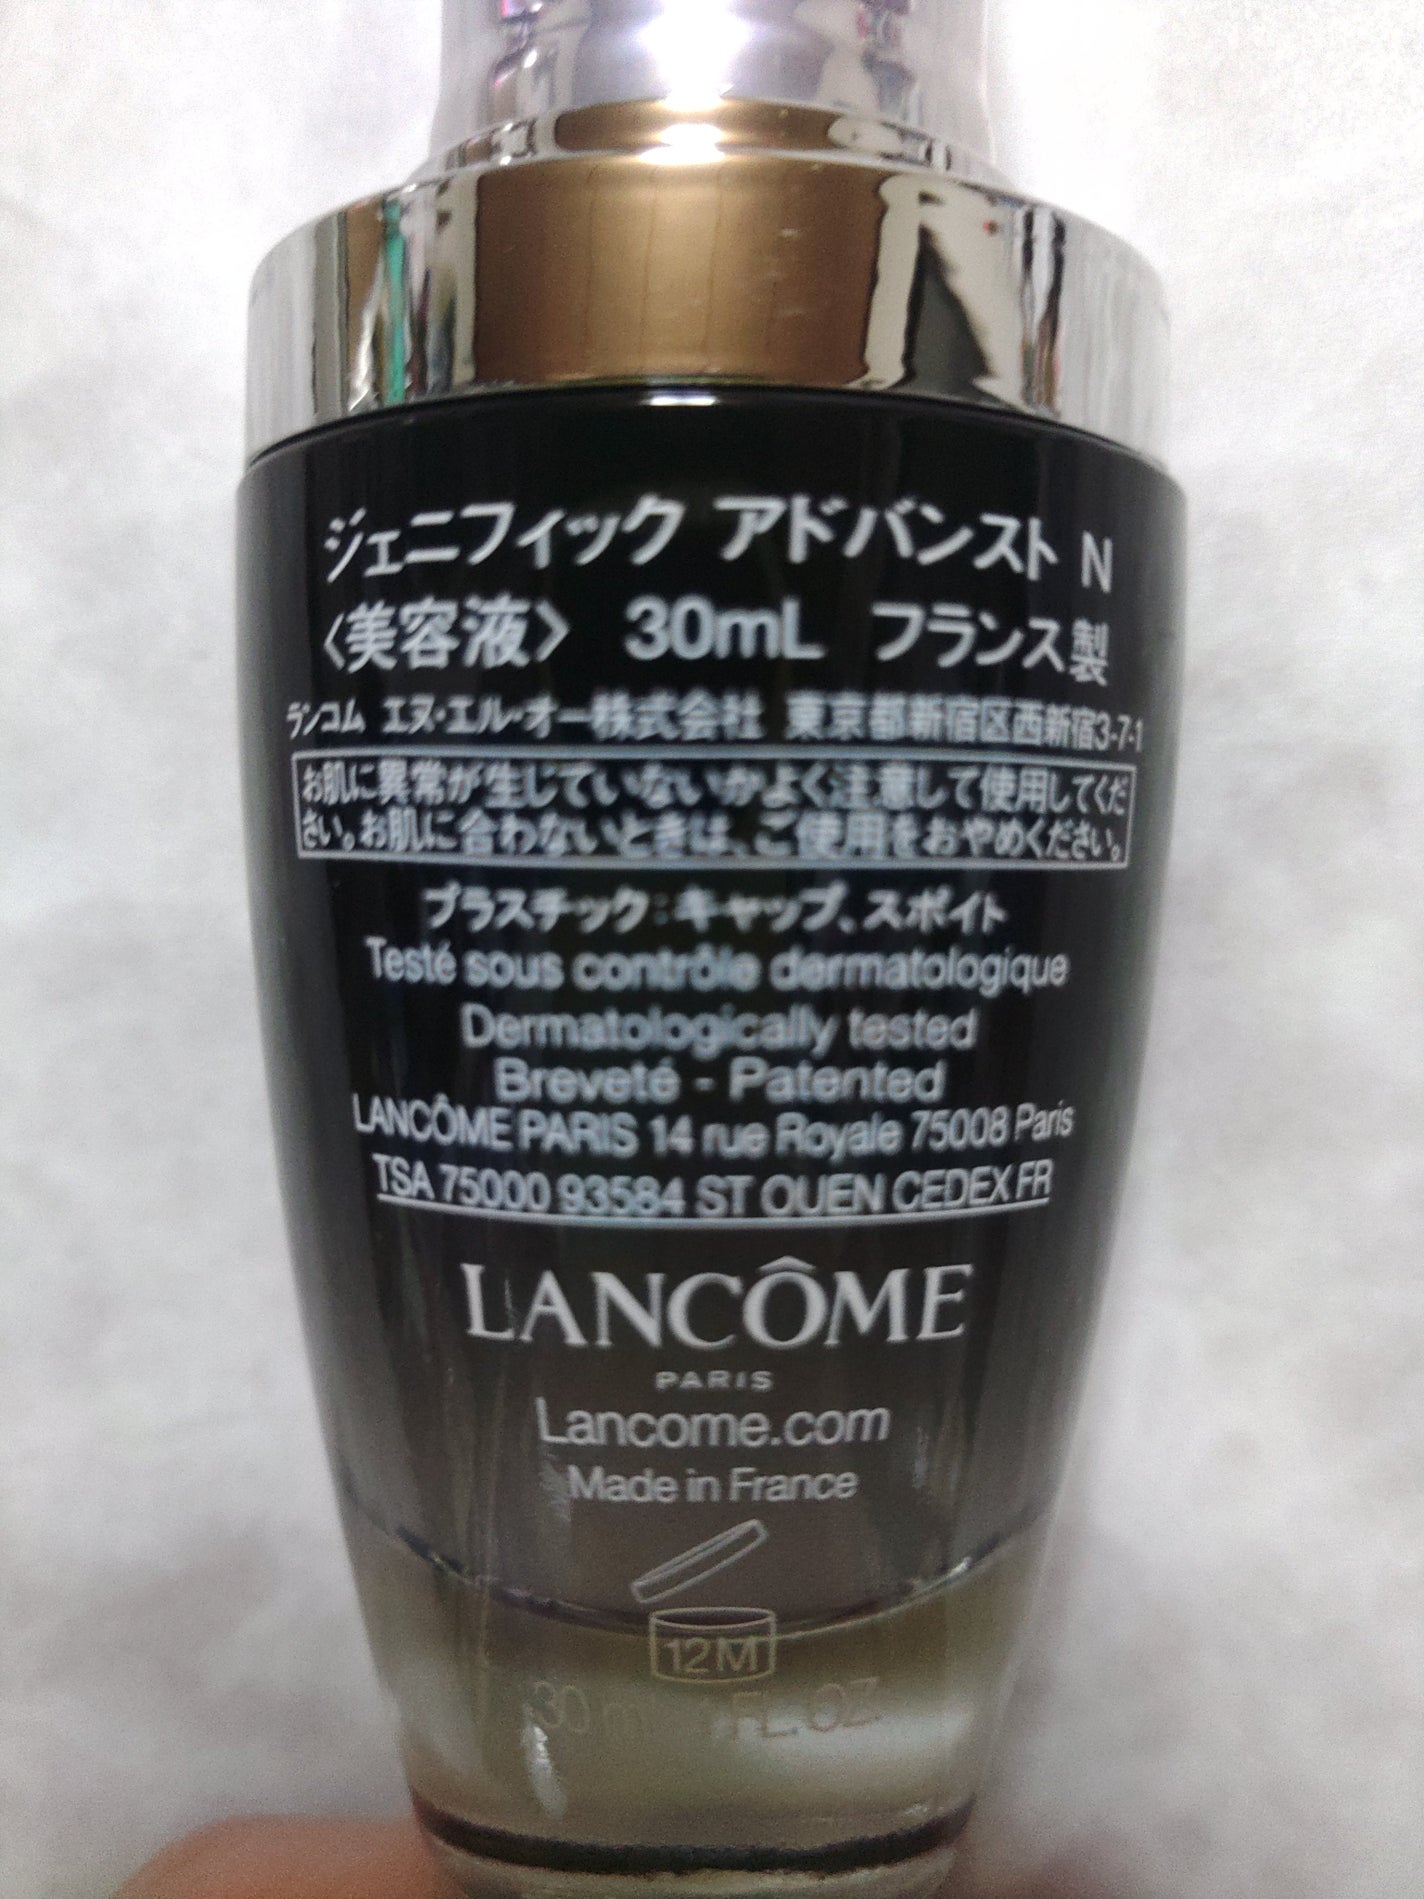 ジェニフィック アドバンスト N
〈美容液〉 30mL フランス製
ランコム エヌ・エル・オー株式会社 東京都新宿区西新宿3-7-1
お肌に異常が生じていないかよく注意して使用してくだ
さい。お肌に合わないときは、ご使用をおやめください。
プラスチック:キャップ、スポイト
Testé sous contrôle dermatologique
Dermatologically tested
Breveté - Patented
LANCÔME PARIS 14 rue Royale 75008 Paris
TSA 75000 93584 ST OUEN CEDEX FR
LANCÔME
PARIS
Lancome.com
Made in France
12M
30 ml 1 FL. OZ.